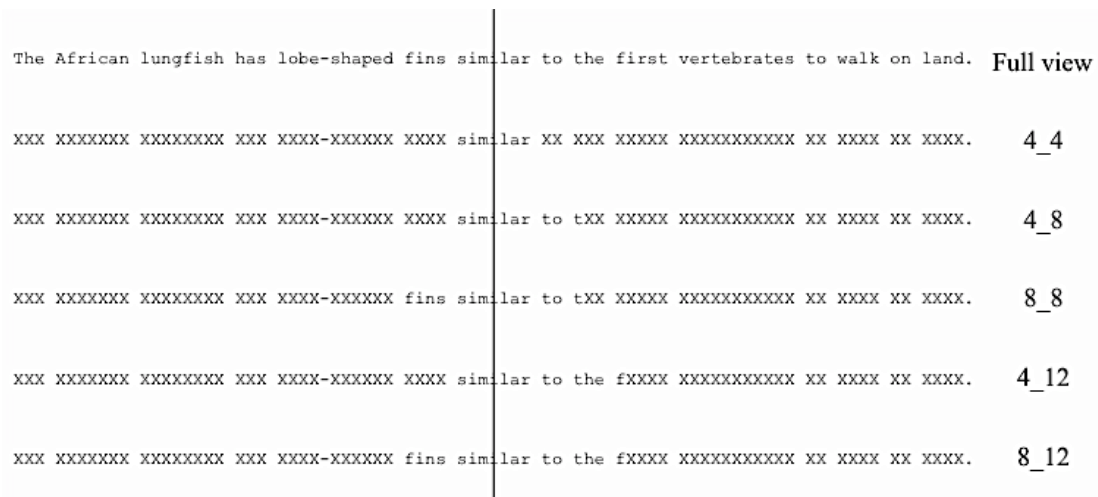 The African lungfish has lobe-shaped fins similar to the first vertebrates to walk on land. Full view
XXX XXXXXXX XXXXXXXX XXX XXXX-XXXXXX XXXX similar XX XXX XXXXX XXXXXXXXXXX XX XXXX XX XXXX. 4_4
XXX XXXXXXX XXXXXXXX XXX XXXX-XXXXXX XXXX similar to tXX XXXXX XXXXXXXXXXX XX XXXX XX XXXX. 4_8
XXX XXXXXXX XXXXXXXX XXX XXXX-XXXXXX fins similar to tXX XXXXX XXXXXXXXXXX XX XXXX XX XXXX. 8_8
XXX XXXXXXX XXXXXXXX XXX XXXX-XXXXXX XXXX similar to the fXXXX XXXXXXXXXXX XX XXXX XX XXXX. 4_12
XXX XXXXXXX XXXXXXXX XXX XXXX-XXXXXX fins similar to the fXXXX XXXXXXXXXXX XX XXXX XX XXXX. 8_12